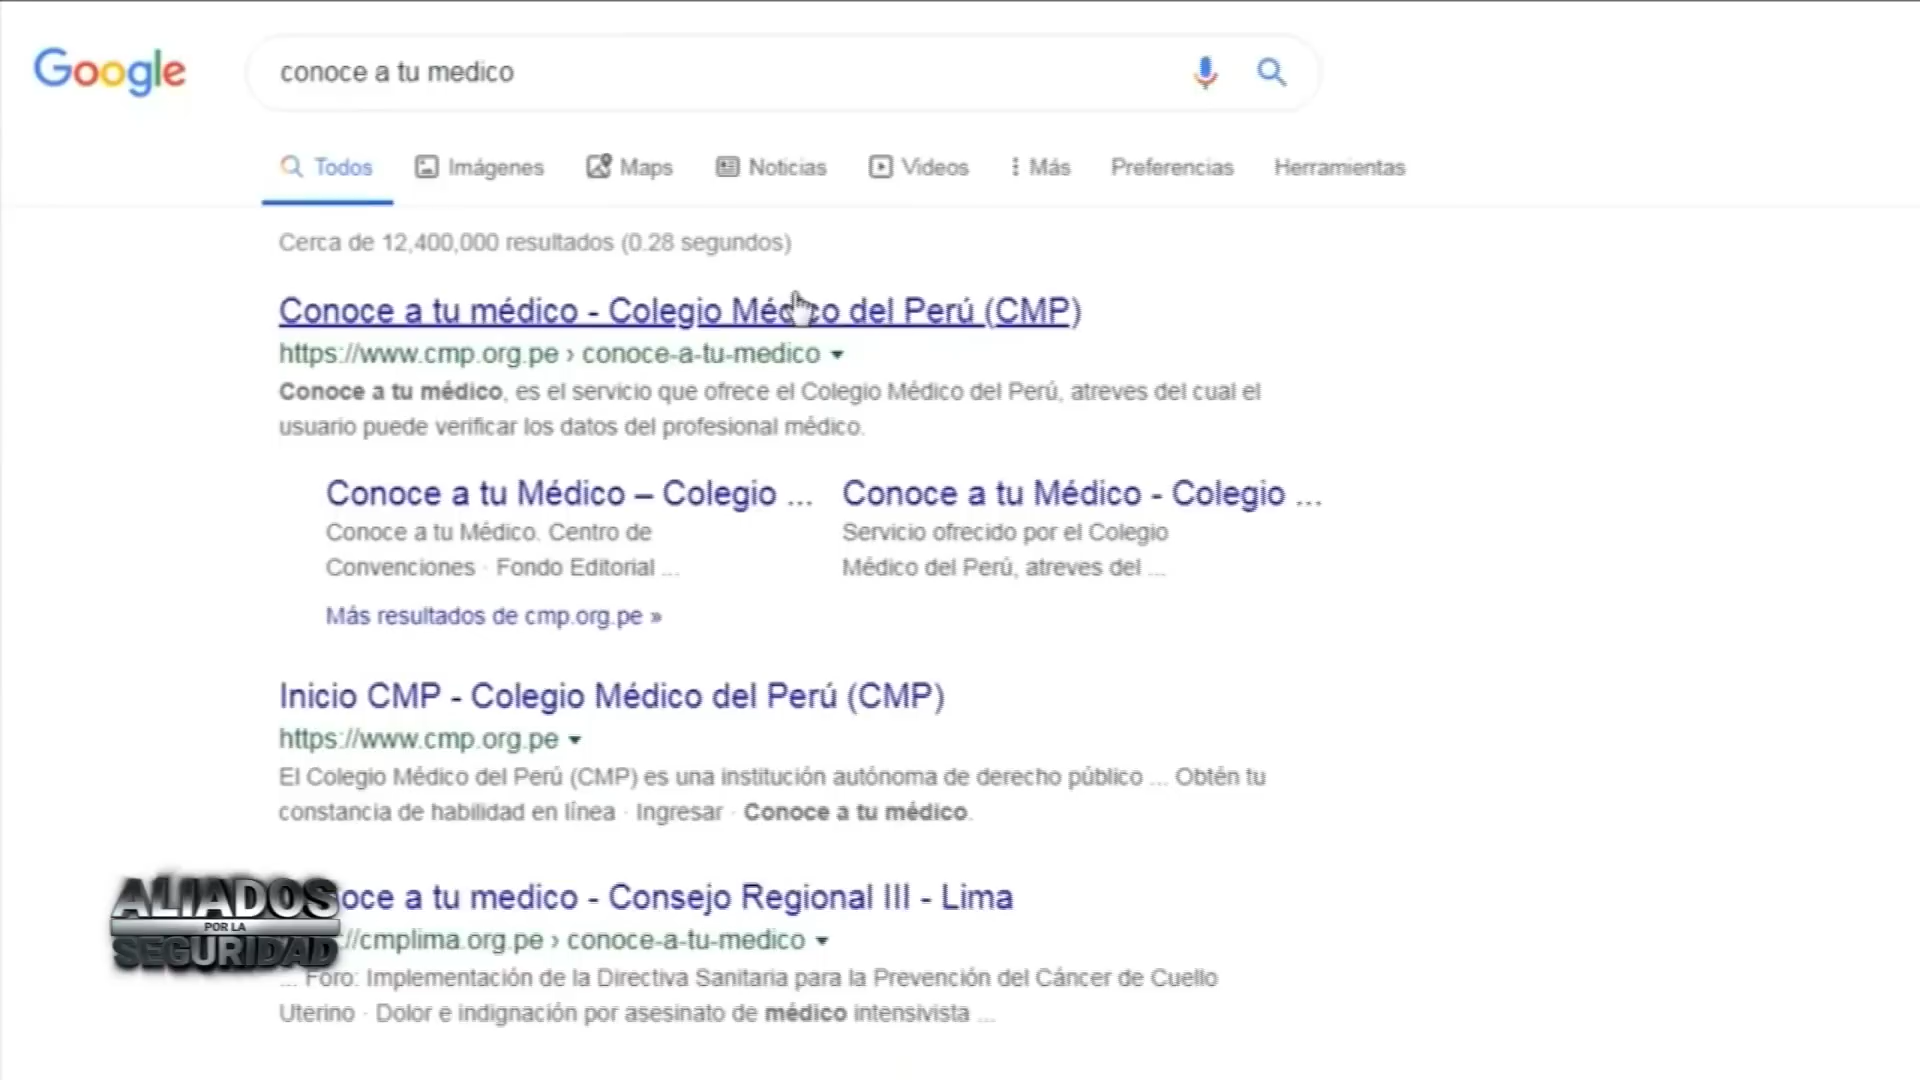 Google
conoce a tu medico
Todos Imágenes Maps Noticias Videos Más Preferencias Herramientas
Cerca de 12,400,000 resultados (0.28 segundos)
Conoce a tu médico - Colegio Médico del Perú (CMP)
https://www.cmp.org.pe › conoce-a-tu-medico
Conoce a tu médico, es el servicio que ofrece el Colegio Médico del Perú, atreves del cual el
usuario puede verificar los datos del profesional médico.
Conoce a tu Médico – Colegio ...
Conoce a tu Médico. Centro de
Convenciones · Fondo Editorial ...
Conoce a tu Médico - Colegio ...
Servicio ofrecido por el Colegio
Médico del Perú, atreves del ...
Más resultados de cmp.org.pe »
Inicio CMP - Colegio Médico del Perú (CMP)
https://www.cmp.org.pe
El Colegio Médico del Perú (CMP) es una institución autónoma de derecho público ... Obtén tu
constancia de habilidad en línea · Ingresar · Conoce a tu médico.
oce a tu medico - Consejo Regional III - Lima
://cmplima.org.pe › conoce-a-tu-medico
... Foro: Implementación de la Directiva Sanitaria para la Prevención del Cáncer de Cuello
Uterino · Dolor e indignación por asesinato de médico intensivista ...
ALIADOS
POR LA
SEGURIDAD